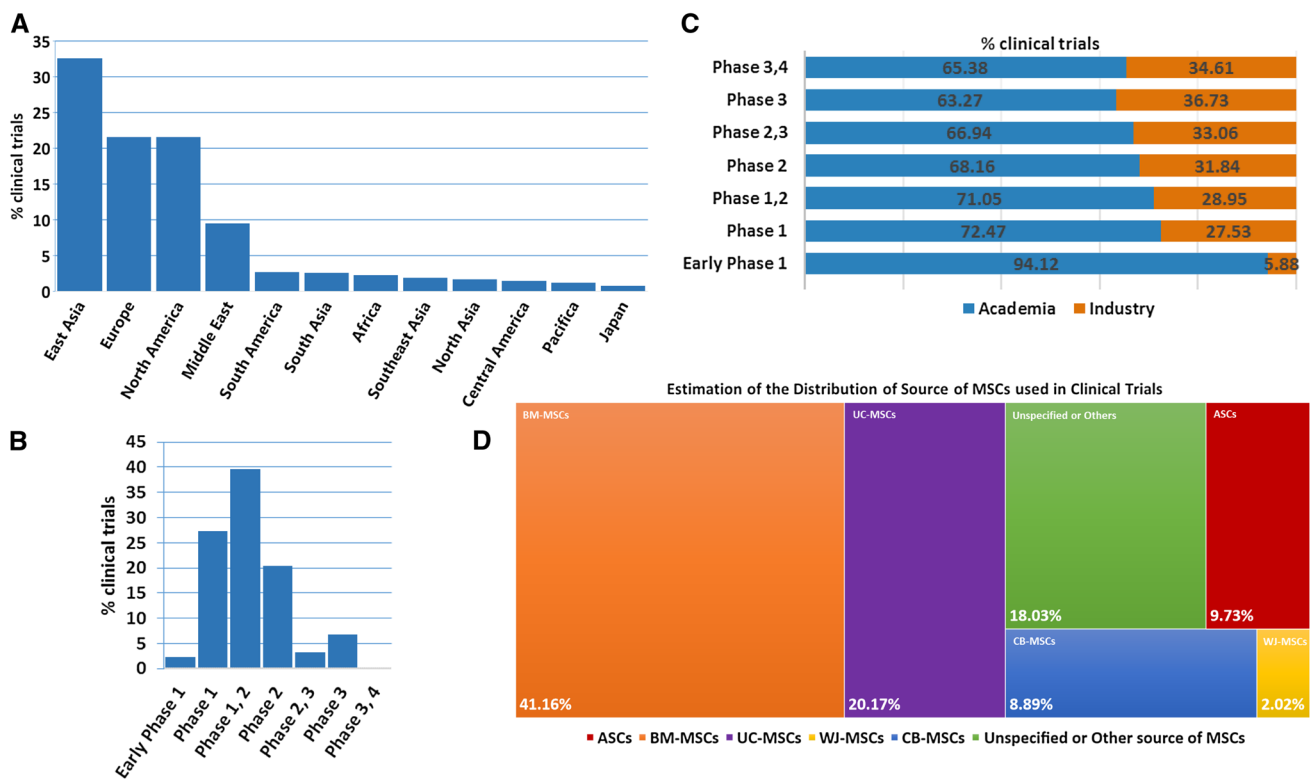 A
35
30
25
20
15
10
5
0
% clinical trials
East Asia
Europe
North America
Middle East
South America
South Asia
Africa
Southeast Asia
North Asia
Central America
Pacifica
Japan
C
% clinical trials
Phase 3,4 65.38 34.61
Phase 3 63.27 36.73
Phase 2,3 66.94 33.06
Phase 2 68.16 31.84
Phase 1,2 71.05 28.95
Phase 1 72.47 27.53
Early Phase 1 94.12 5.88
Academia Industry
B
45
40
35
30
25
20
15
10
5
0
% clinical trials
Early Phase 1
Phase 1
Phase 1, 2
Phase 2
Phase 2, 3
Phase 3
Phase 3, 4
D
Estimation of the Distribution of Source of MSCs used in Clinical Trials
BM-MSCs
41.16%
UC-MSCs
20.17%
Unspecified or Others
18.03%
ASCs
9.73%
CB-MSCs
8.89%
WJ-MSCs
2.02%
ASCs BM-MSCs UC-MSCs WJ-MSCs CB-MSCs Unspecified or Other source of MSCs